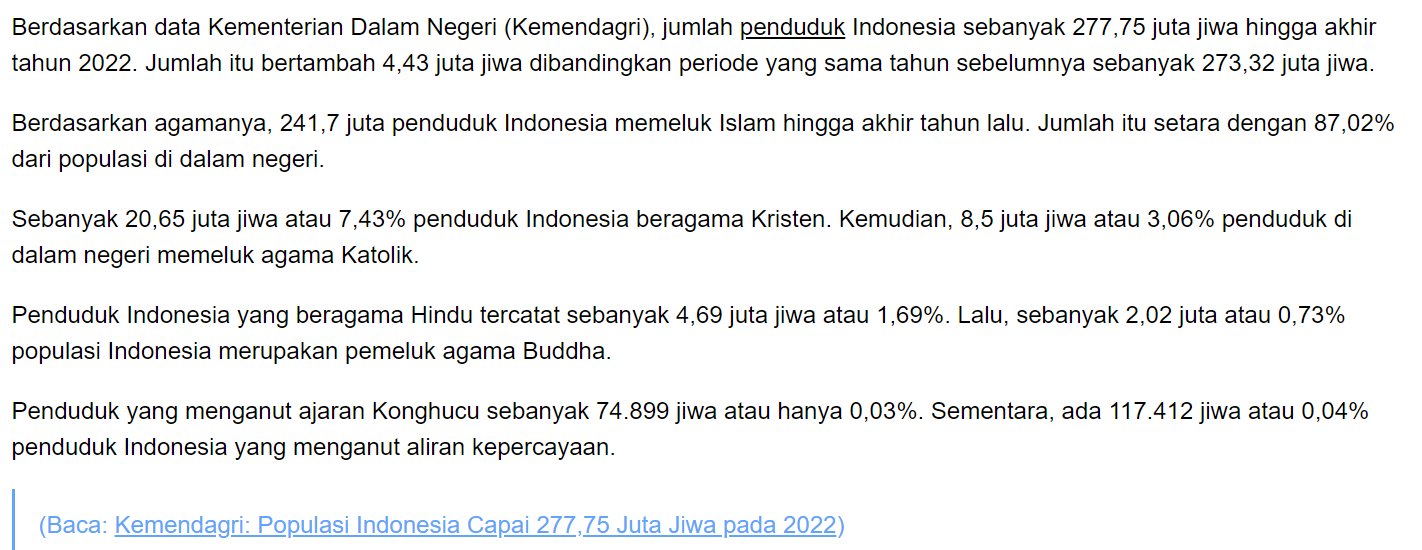 Berdasarkan data Kementerian Dalam Negeri (Kemendagri), jumlah penduduk Indonesia sebanyak 277,75 juta jiwa hingga akhir
tahun 2022. Jumlah itu bertambah 4,43 juta jiwa dibandingkan periode yang sama tahun sebelumnya sebanyak 273,32 juta jiwa.
Berdasarkan agamanya, 241,7 juta penduduk Indonesia memeluk Islam hingga akhir tahun lalu. Jumlah itu setara dengan 87,02%
dari populasi di dalam negeri.
Sebanyak 20,65 juta jiwa atau 7,43% penduduk Indonesia beragama Kristen. Kemudian, 8,5 juta jiwa atau 3,06% penduduk di
dalam negeri memeluk agama Katolik.
Penduduk Indonesia yang beragama Hindu tercatat sebanyak 4,69 juta jiwa atau 1,69%. Lalu, sebanyak 2,02 juta atau 0,73%
populasi Indonesia merupakan pemeluk agama Buddha.
Penduduk yang menganut ajaran Konghucu sebanyak 74.899 jiwa atau hanya 0,03%. Sementara, ada 117.412 jiwa atau 0,04%
penduduk Indonesia yang menganut aliran kepercayaan.
(Baca: Kemendagri: Populasi Indonesia Capai 277,75 Juta Jiwa pada 2022)